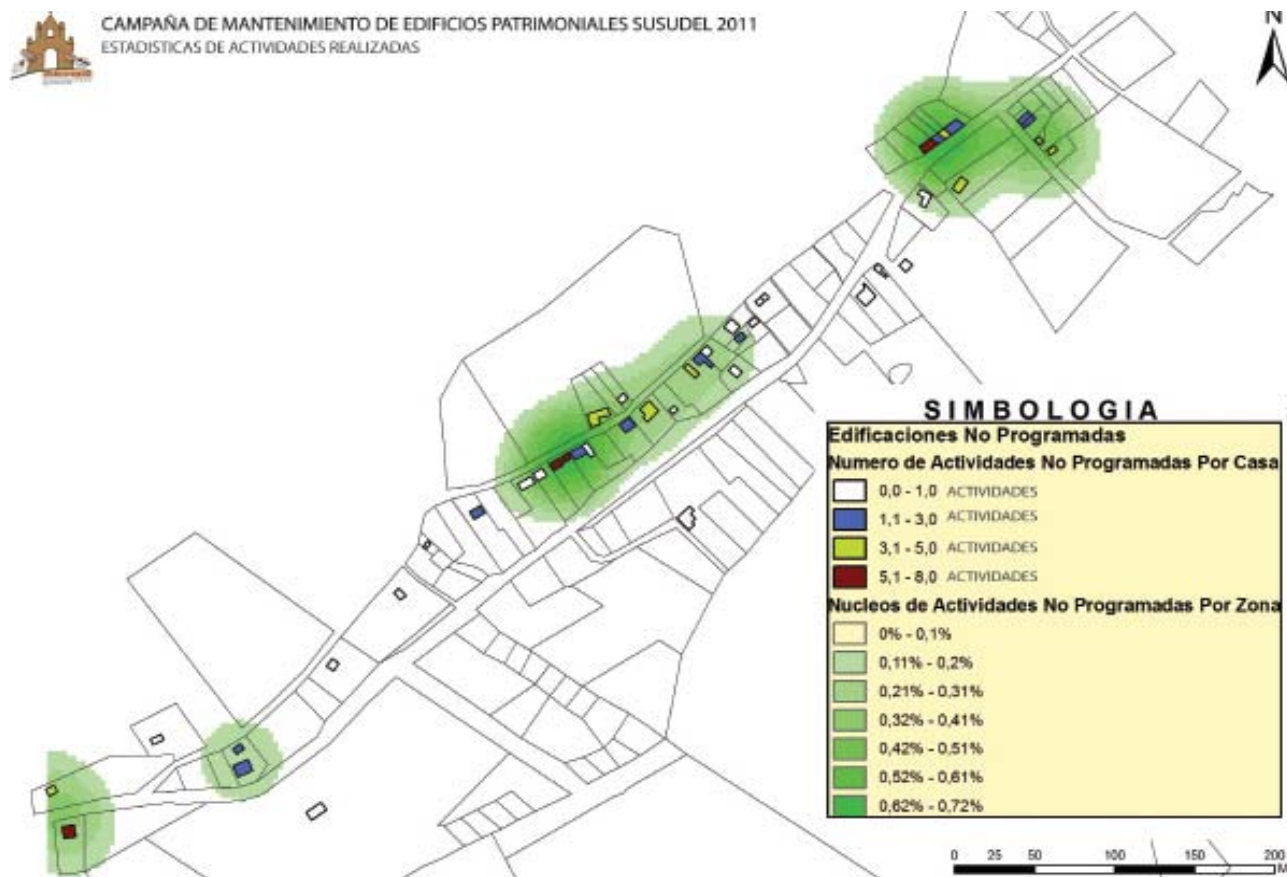 CAMPAÑA DE MANTENIMIENTO DE EDIFICIOS PATRIMONIALES SUSUDEL 2011
ESTADISTICAS DE ACTIVIDADES REALIZADAS
N
SIMBOLOGIA
Edificaciones No Programadas
Numero de Actividades No Programadas Por Casa
0,0 - 1,0 ACTIVIDADES
1,1 - 3,0 ACTIVIDADES
3,1 - 5,0 ACTIVIDADES
5,1 - 8,0 ACTIVIDADES
Nucleos de Actividades No Programadas Por Zona
0% - 0,1%
0,11% - 0,2%
0,21% - 0,31%
0,32% - 0,41%
0,42% - 0,51%
0,52% - 0,61%
0,62% - 0,72%
0 25 50 100 150 200
M